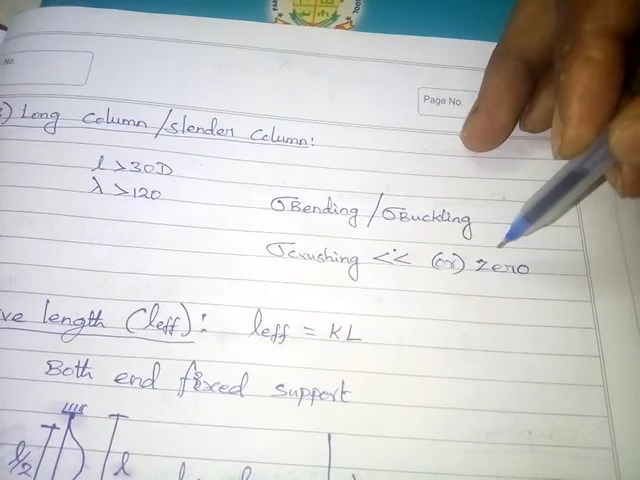 No.
Page No.
) Long column/slender column:
l > 30D
λ > 120
σBending/σBuckling
σcrushing << (or) zero
ve length (leff): leff = KL
Both end fixed support
l/2 l